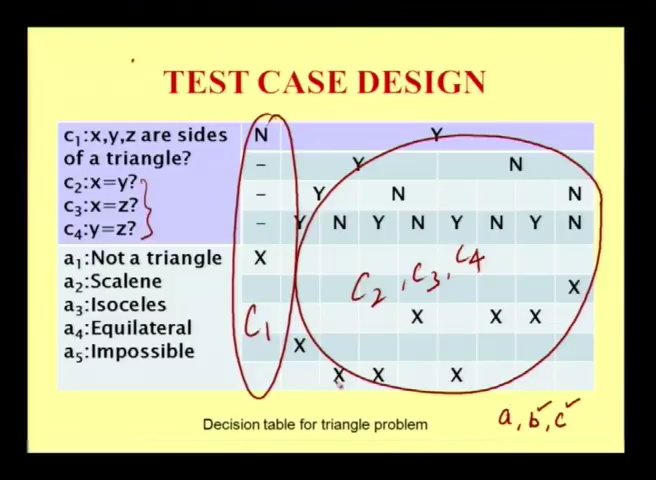 TEST CASE DESIGN
c1:x,y,z are sides N Y
of a triangle? – Y N
c2:x=y? – Y N N
c3:x=z?
c4:y=z? – Y N Y N Y N Y N
a1:Not a triangle X
a2:Scalene X
a3:Isoceles X X X
a4:Equilateral X
a5:Impossible X X X
C1
C2, C3, C4
a, b, c
Decision table for triangle problem